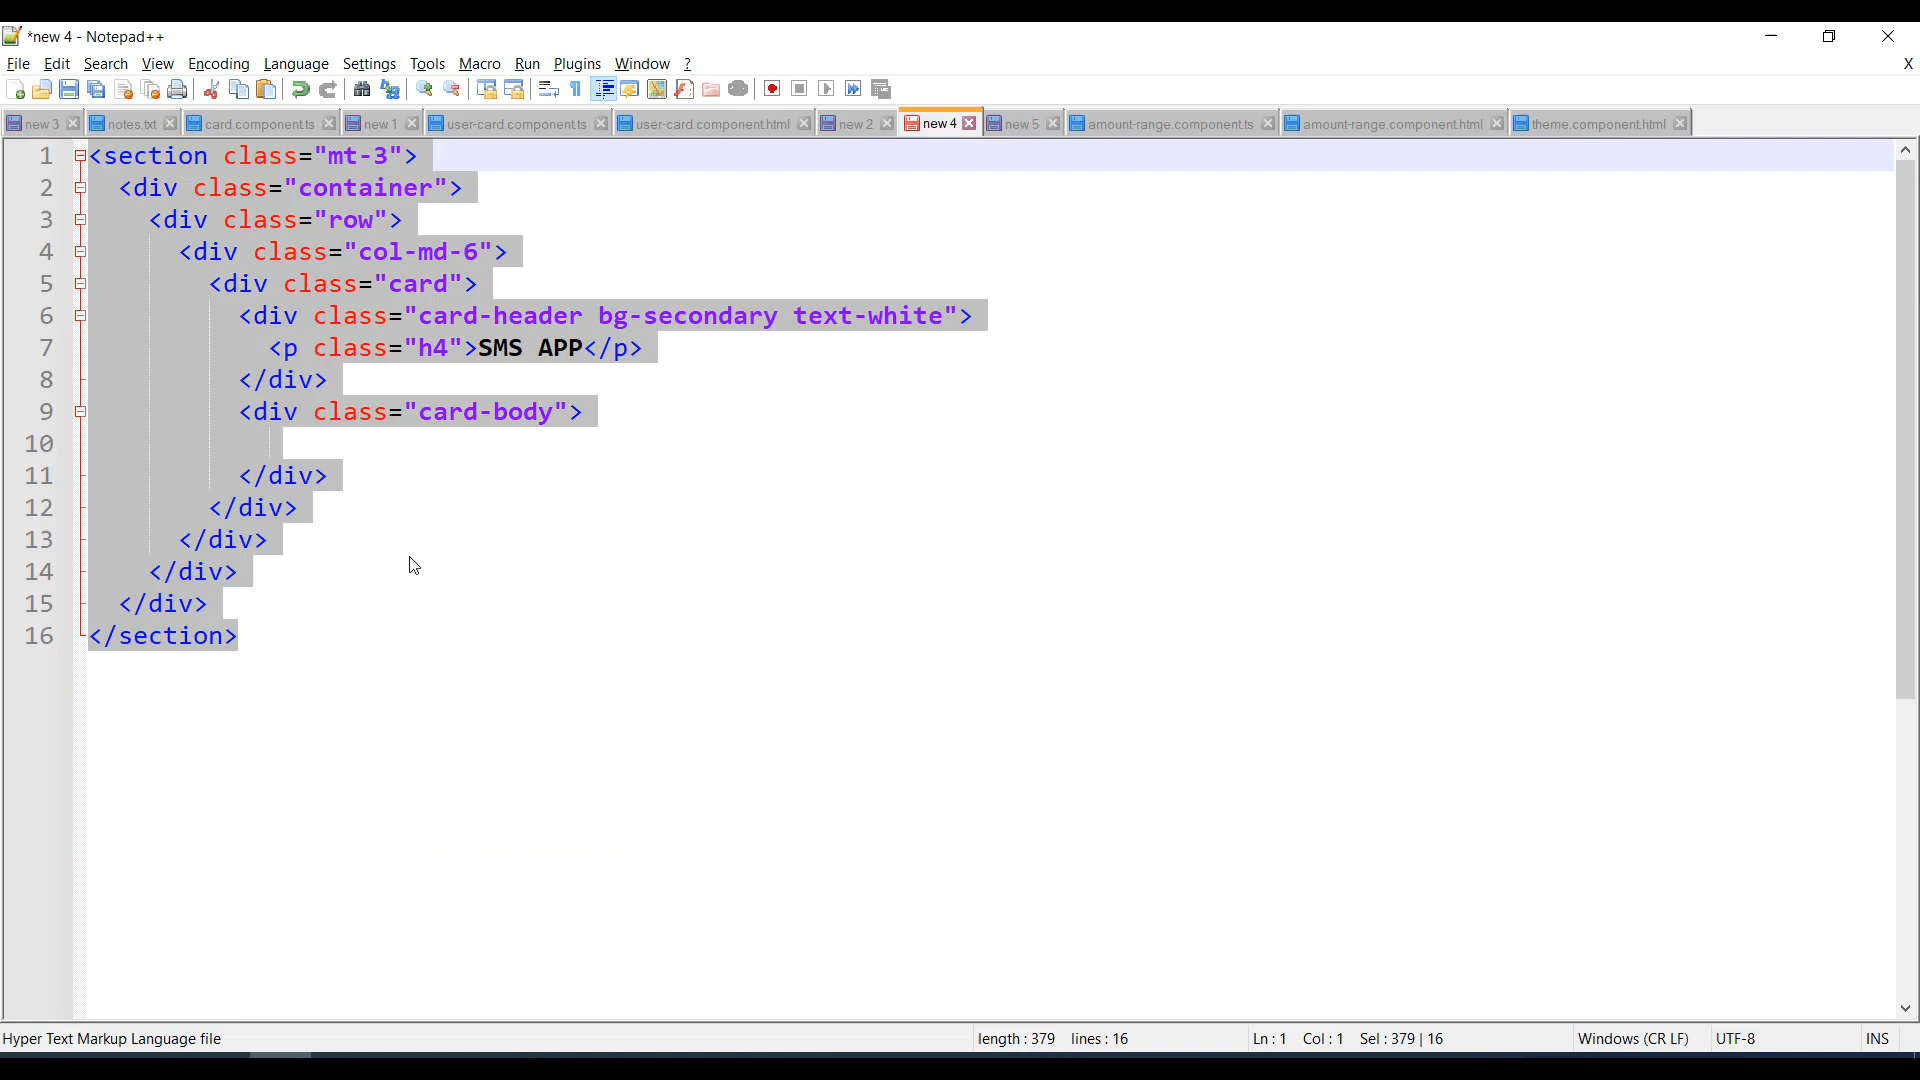 *new 4 - Notepad++
File Edit Search View Encoding Language Settings Tools Macro Run Plugins Window ? X
new 3 notes.txt card.component.ts new 1 user-card.component.ts user-card.component.html new 2 new 4 new 5 amount-range.component.ts amount-range.component.html theme.component.html
1 <section class="mt-3">
2 <div class="container">
3 <div class="row">
4 <div class="col-md-6">
5 <div class="card">
6 <div class="card-header bg-secondary text-white">
7 <p class="h4">SMS APP</p>
8 </div>
9 <div class="card-body">
10
11 </div>
12 </div>
13 </div>
14 </div>
15 </div>
16 </section>
Hyper Text Markup Language file length : 379 lines : 16 Ln : 1 Col : 1 Sel : 379 | 16 Windows (CR LF) UTF-8 INS